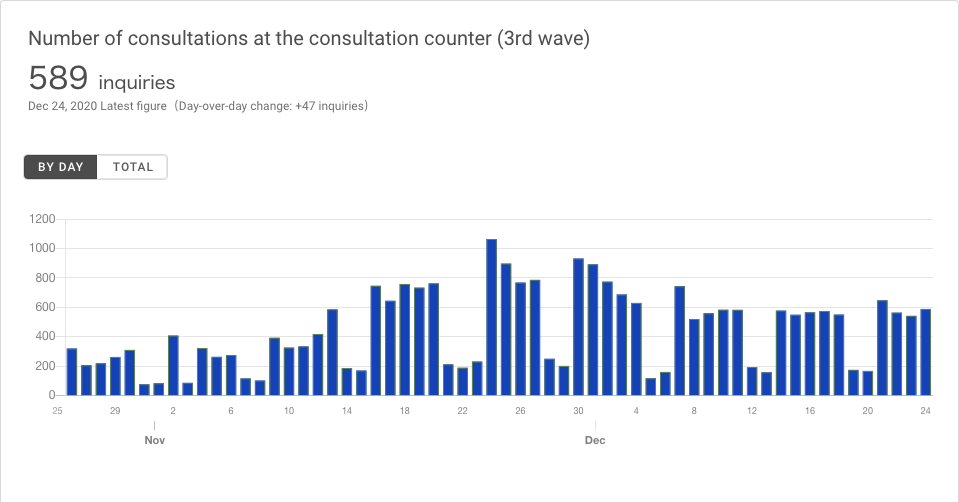 Number of consultations at the consultation counter (3rd wave)
589 inquiries
Dec 24, 2020 Latest figure（Day-over-day change: +47 inquiries）
BY DAY TOTAL
1200
1000
800
600
400
200
0
25 29 2 6 10 14 18 22 26 30 4 8 12 16 20 24
Nov Dec